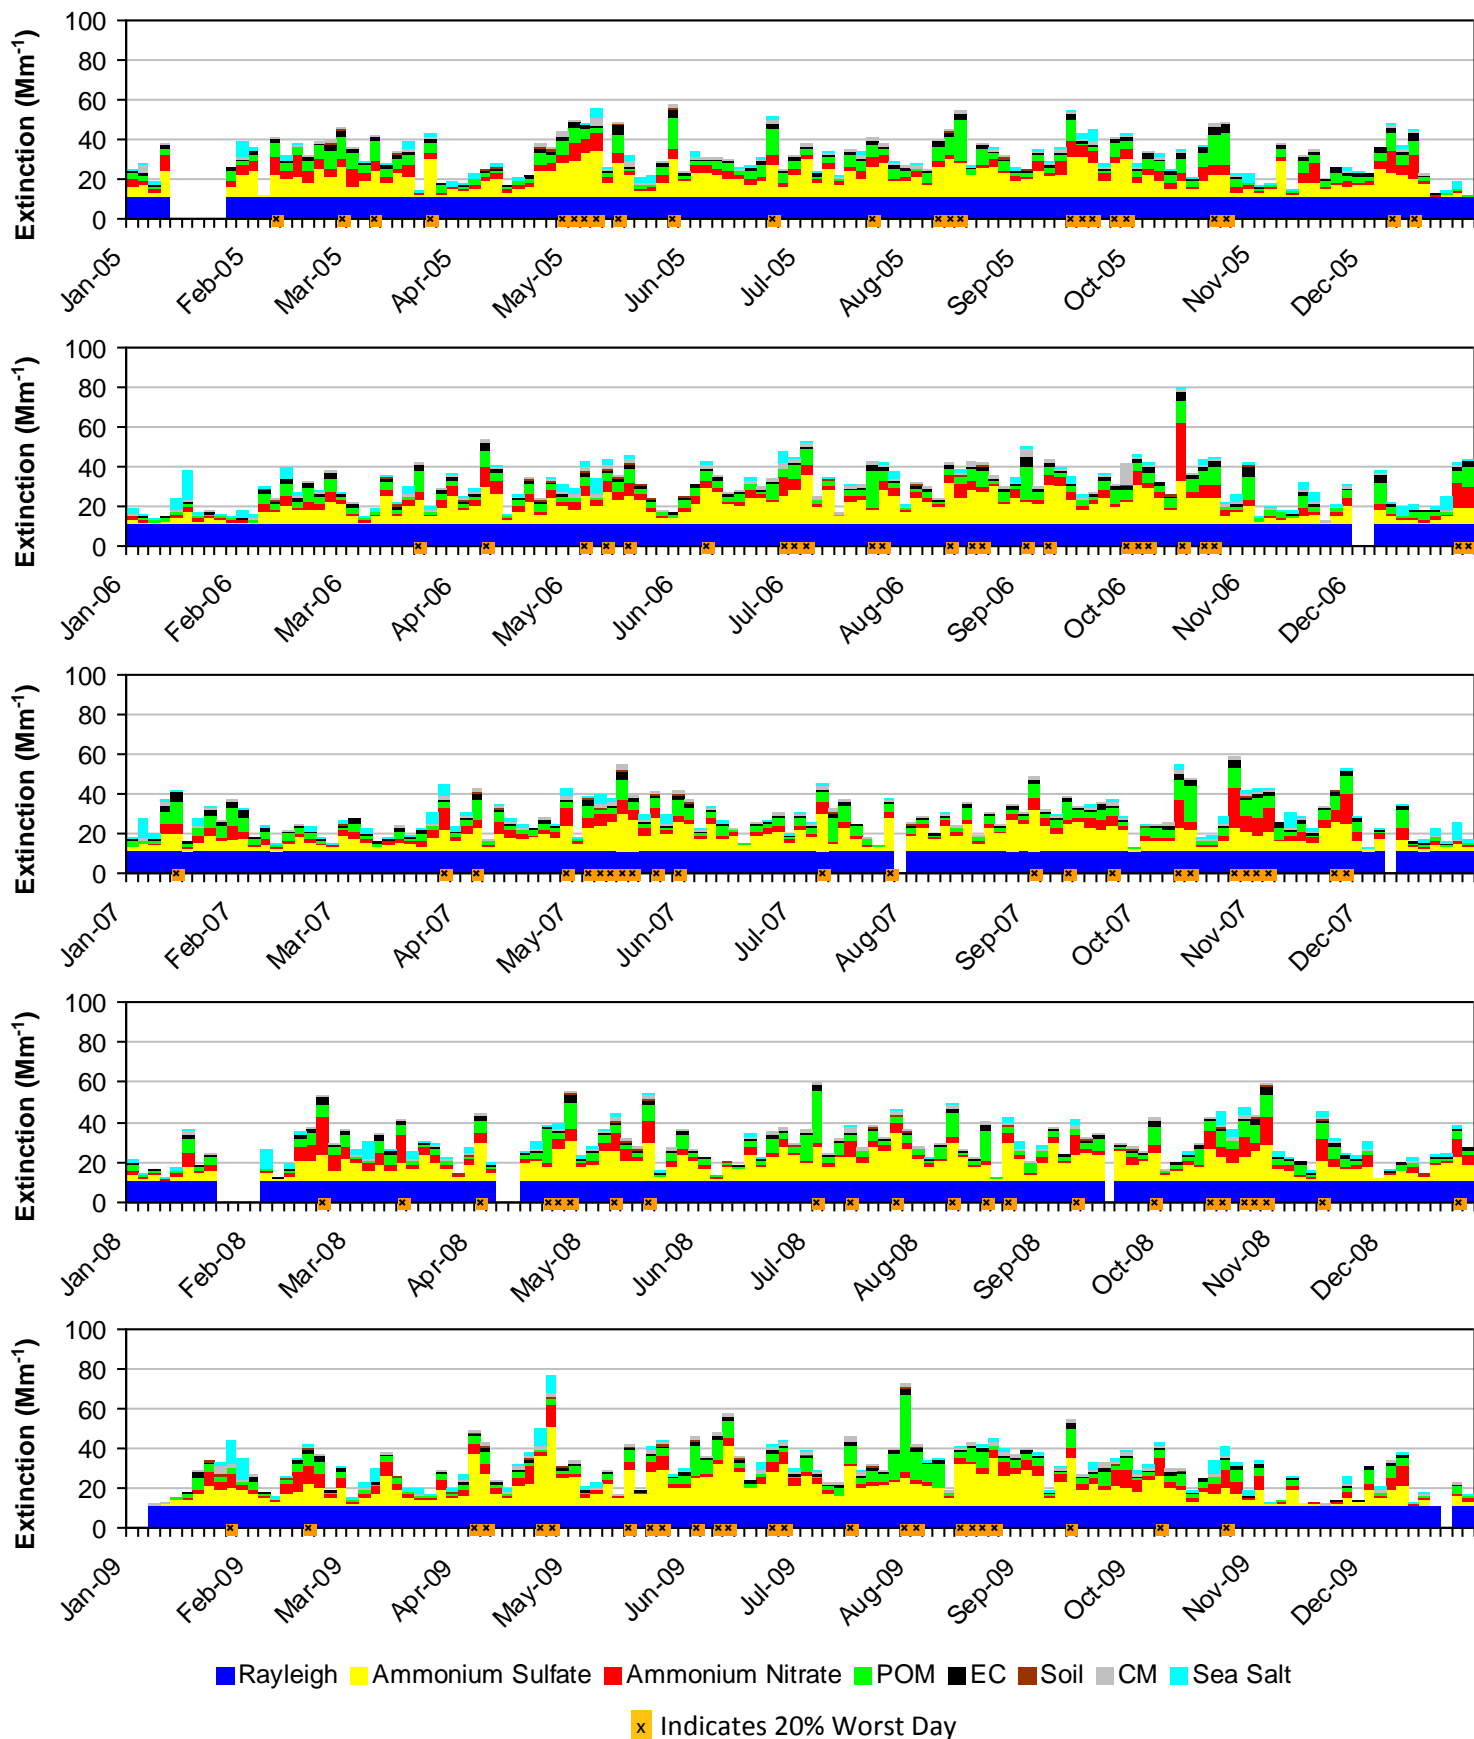 Extinction (Mm-1)
100
80
60
40
20
0
Jan-05 Feb-05 Mar-05 Apr-05 May-05 Jun-05 Jul-05 Aug-05 Sep-05 Oct-05 Nov-05 Dec-05
Extinction (Mm-1)
100
80
60
40
20
0
Jan-06 Feb-06 Mar-06 Apr-06 May-06 Jun-06 Jul-06 Aug-06 Sep-06 Oct-06 Nov-06 Dec-06
Extinction (Mm-1)
100
80
60
40
20
0
Jan-07 Feb-07 Mar-07 Apr-07 May-07 Jun-07 Jul-07 Aug-07 Sep-07 Oct-07 Nov-07 Dec-07
Extinction (Mm-1)
100
80
60
40
20
0
Jan-08 Feb-08 Mar-08 Apr-08 May-08 Jun-08 Jul-08 Aug-08 Sep-08 Oct-08 Nov-08 Dec-08
Extinction (Mm-1)
100
80
60
40
20
0
Jan-09 Feb-09 Mar-09 Apr-09 May-09 Jun-09 Jul-09 Aug-09 Sep-09 Oct-09 Nov-09 Dec-09
Rayleigh Ammonium Sulfate Ammonium Nitrate POM EC Soil CM Sea Salt
x Indicates 20% Worst Day